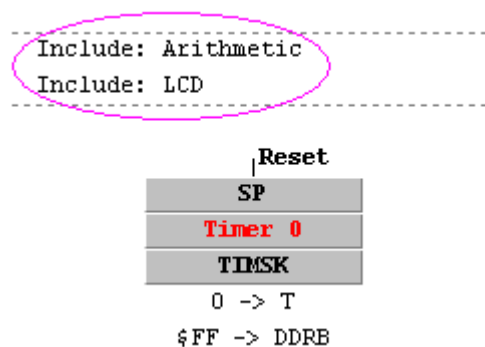 Include: Arithmetic
Include: LCD
Reset
SP
Timer 0
TIMSK
0 -> T
$FF -> DDRB